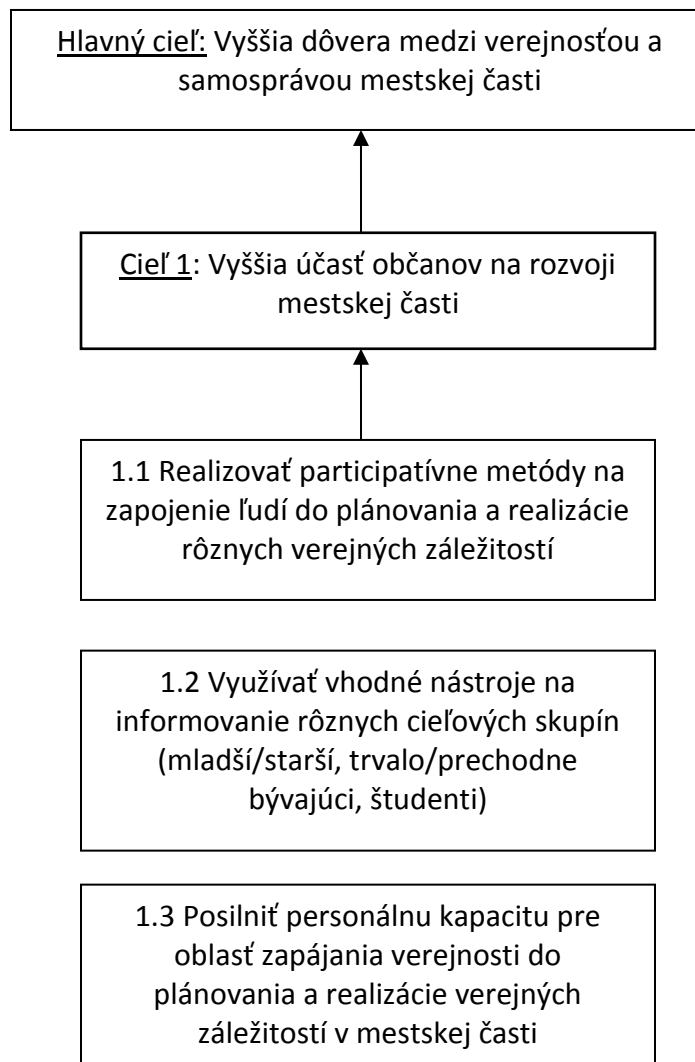 Hlavný cieľ: Vyššia dôvera medzi verejnosťou a
samosprávou mestskej časti
Cieľ 1: Vyššia účasť občanov na rozvoji
mestskej časti
1.1 Realizovať participatívne metódy na
zapojenie ľudí do plánovania a realizácie
rôznych verejných záležitostí
1.2 Využívať vhodné nástroje na
informovanie rôznych cieľových skupín
(mladší/starší, trvalo/prechodne
bývajúci, študenti)
1.3 Posilniť personálnu kapacitu pre
oblasť zapájania verejnosti do
plánovania a realizácie verejných
záležitostí v mestskej časti